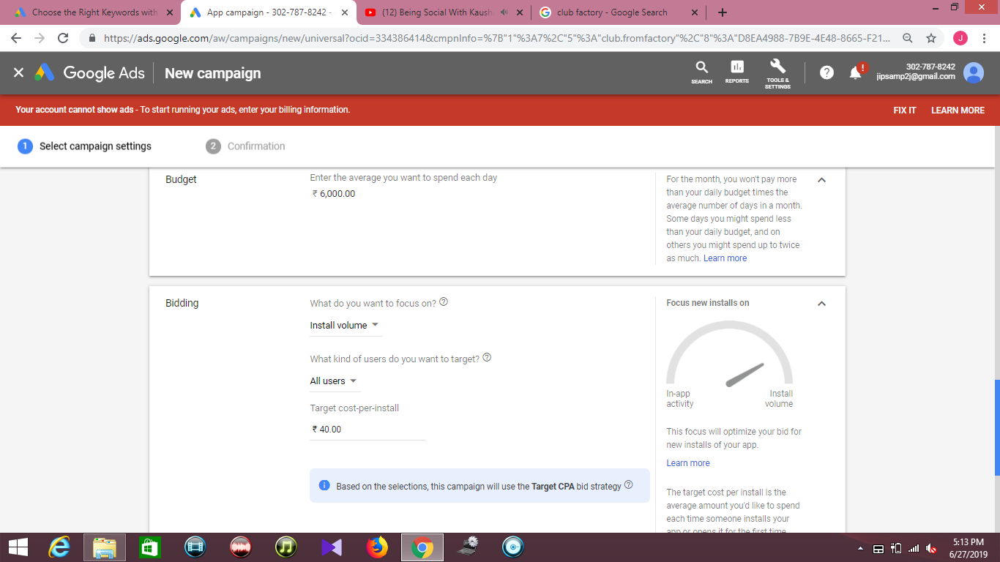 Choose the Right Keywords with
App campaign - 302-787-8242 -
(12) Being Social With Kaush
club factory - Google Search
https://ads.google.com/aw/campaigns/new/universal?ocid=334386414&cmpnInfo=%7B"1"%3A7%2C"5"%3A"club.fromfactory"%2C"8"%3A"D8EA4988-7B9E-4E48-8665-F21...
J
Google Ads
New campaign
SEARCH
REPORTS
TOOLS & SETTINGS
302-787-8242
jipsamp2j@gmail.com
Your account cannot show ads - To start running your ads, enter your billing information.
FIX IT
LEARN MORE
1 Select campaign settings
2 Confirmation
Budget
Enter the average you want to spend each day
₹ 6,000.00
For the month, you won't pay more
than your daily budget times the
average number of days in a month.
Some days you might spend less
than your daily budget, and on
others you might spend up to twice
as much. Learn more
Bidding
What do you want to focus on?
Install volume
What kind of users do you want to target?
All users
Target cost-per-install
₹ 40.00
Based on the selections, this campaign will use the Target CPA bid strategy
Focus new installs on
In-app
activity
Install
volume
This focus will optimize your bid for
new installs of your app.
Learn more
The target cost per install is the
average amount you'd like to spend
each time someone installs your
app or opens it for the first time
5:13 PM
6/27/2019